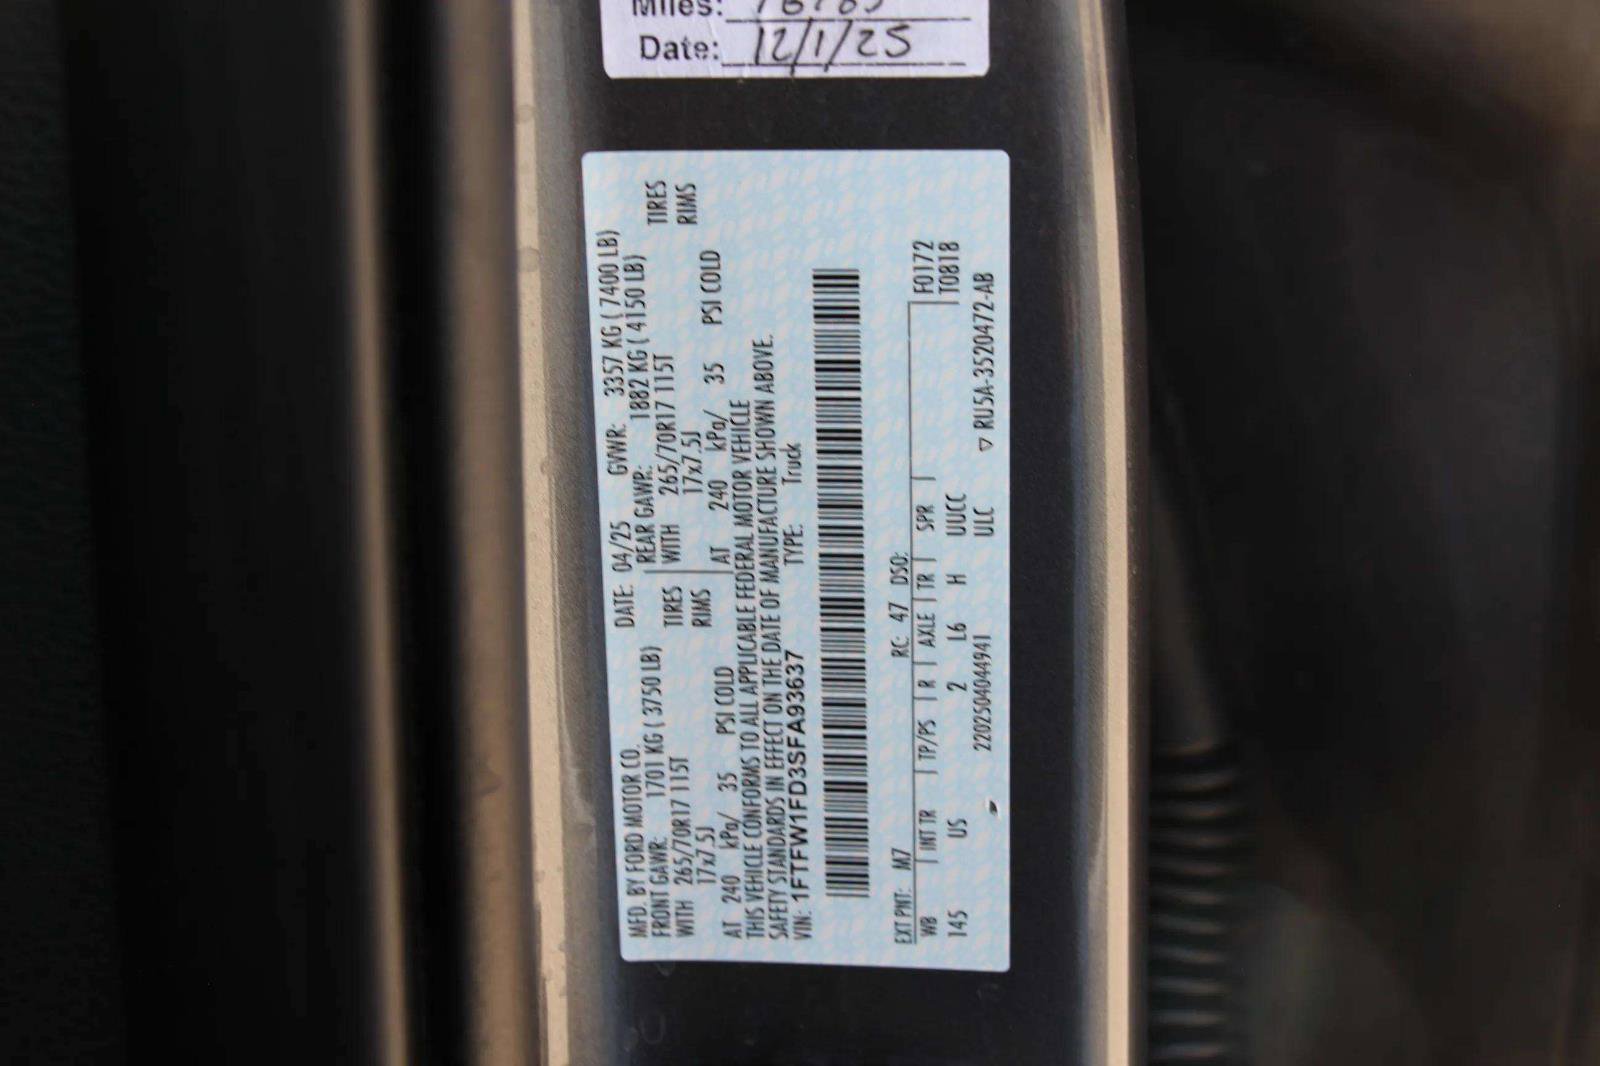 Miles:
Date: 12/1/25
MFD. BY FORD MOTOR CO. DATE: 04/25 GVWR: 3357 KG ( 7400 LB)
FRONT GAWR: 1701 KG ( 3750 LB) REAR GAWR: 1882 KG ( 4150 LB)
WITH 265/70R17 115T TIRES WITH 265/70R17 115T TIRES
17x7.5J RIMS 17x7.5J RIMS
AT 240 kPa/ 35 PSI COLD AT 240 kPa/ 35 PSI COLD
THIS VEHICLE CONFORMS TO ALL APPLICABLE FEDERAL MOTOR VEHICLE
SAFETY STANDARDS IN EFFECT ON THE DATE OF MANUFACTURE SHOWN ABOVE.
VIN: 1FTFW1FD3SFA93637 TYPE: Truck
EXT PNT: M7 RC: 47 DSO:
WB INT TR TP/PS R AXLE TR SPR F0172
145 US 2 L6 H UUCC T0818
220250404494I ULC ▽ RU5A-3520472-AB